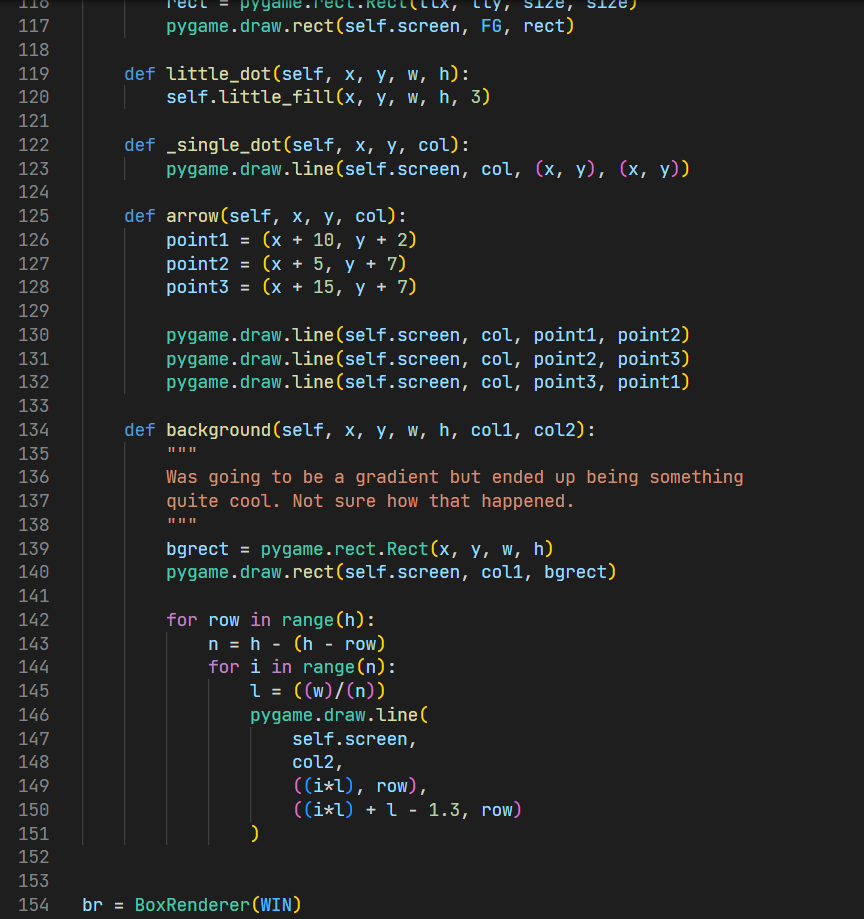 116 rect = pygame.rect.Rect(tlx, tly, size, size)
117 pygame.draw.rect(self.screen, FG, rect)
118
119 def little_dot(self, x, y, w, h):
120 self.little_fill(x, y, w, h, 3)
121
122 def _single_dot(self, x, y, col):
123 pygame.draw.line(self.screen, col, (x, y), (x, y))
124
125 def arrow(self, x, y, col):
126 point1 = (x + 10, y + 2)
127 point2 = (x + 5, y + 7)
128 point3 = (x + 15, y + 7)
129
130 pygame.draw.line(self.screen, col, point1, point2)
131 pygame.draw.line(self.screen, col, point2, point3)
132 pygame.draw.line(self.screen, col, point3, point1)
133
134 def background(self, x, y, w, h, col1, col2):
135 """
136 Was going to be a gradient but ended up being something
137 quite cool. Not sure how that happened.
138 """
139 bgrect = pygame.rect.Rect(x, y, w, h)
140 pygame.draw.rect(self.screen, col1, bgrect)
141
142 for row in range(h):
143 n = h - (h - row)
144 for i in range(n):
145 l = ((w)/(n))
146 pygame.draw.line(
147 self.screen,
148 col2,
149 ((i*l), row),
150 ((i*l) + l - 1.3, row)
151 )
152
153
154 br = BoxRenderer(WIN)